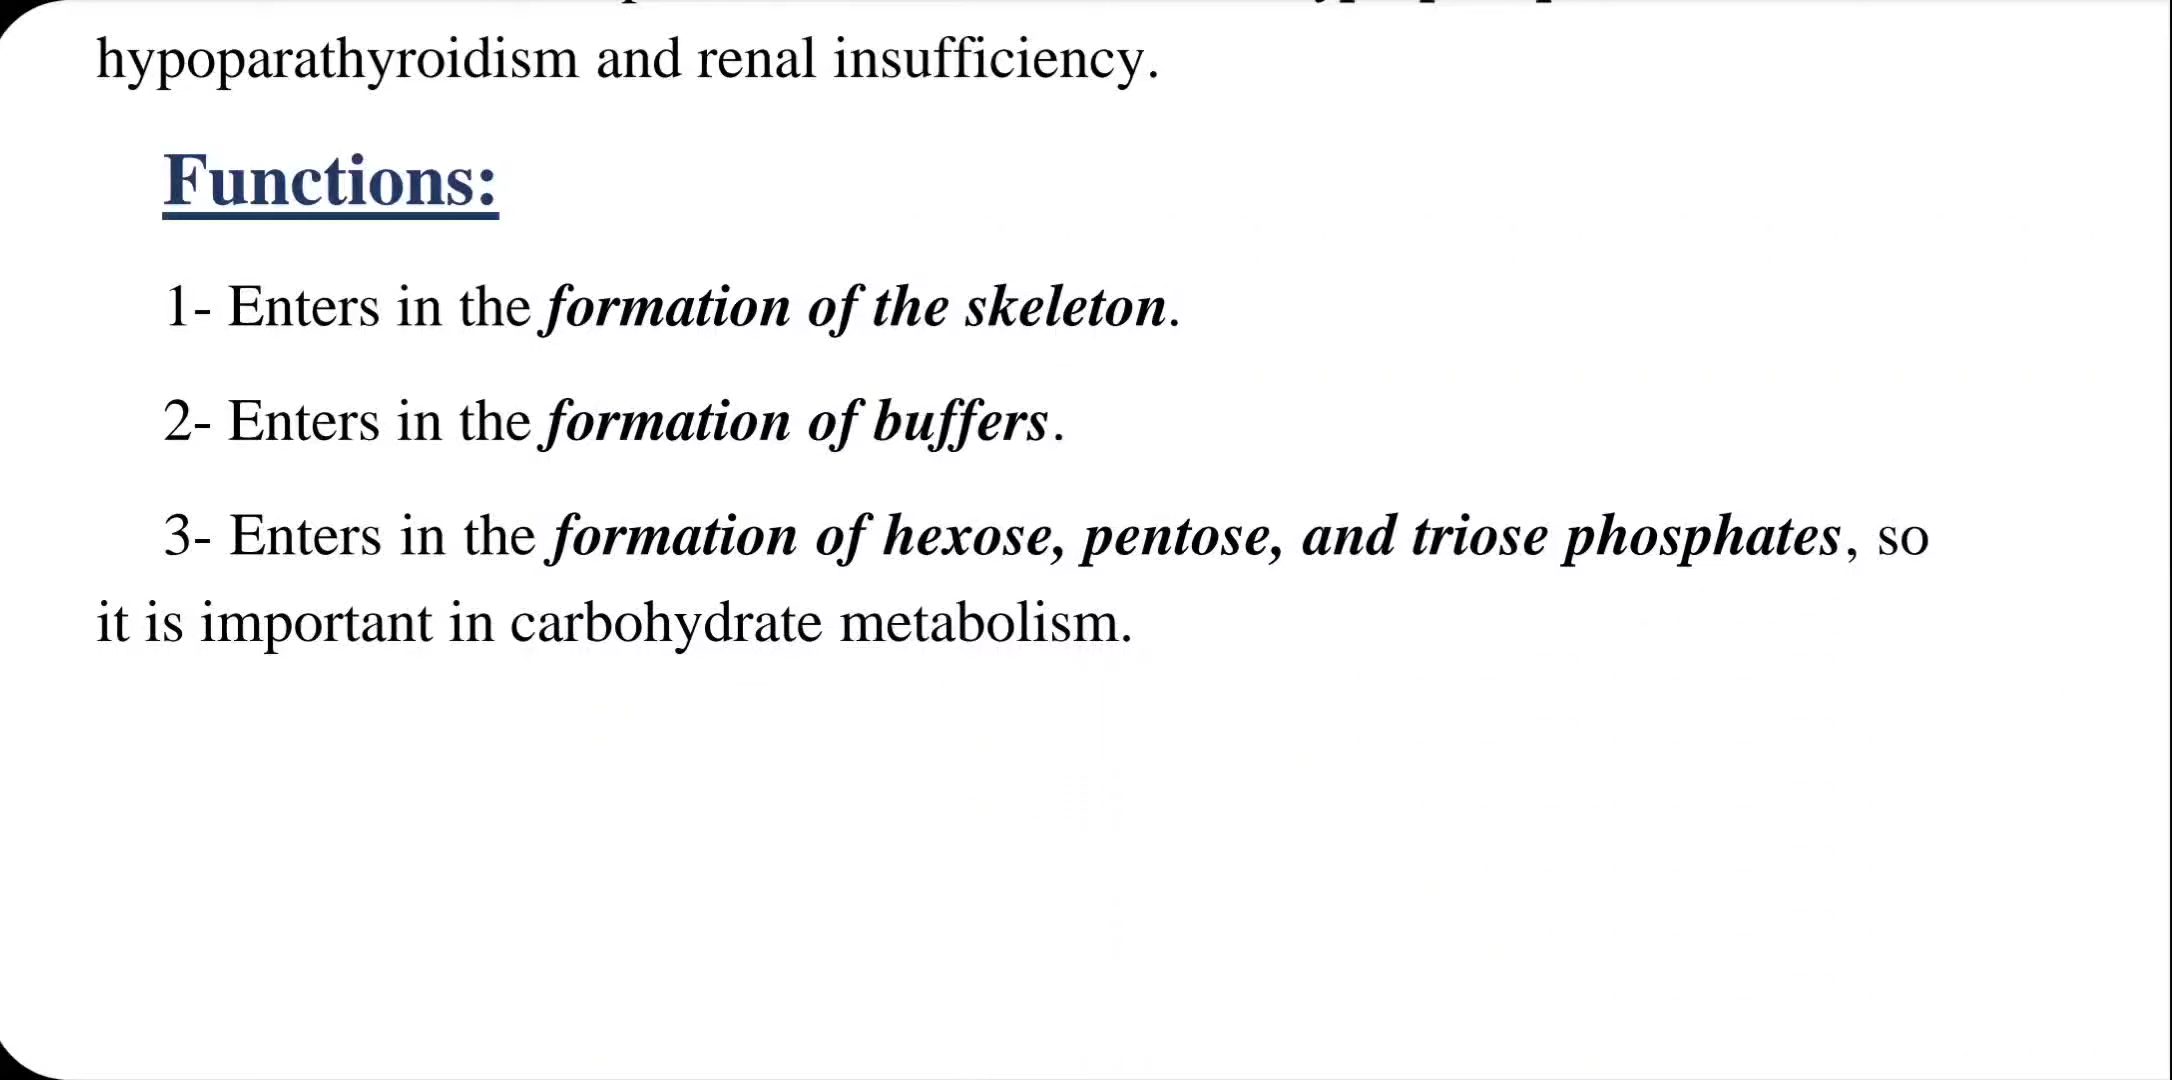 hypoparathyroidism and renal insufficiency.
Functions:
1- Enters in the formation of the skeleton.
2- Enters in the formation of buffers.
3- Enters in the formation of hexose, pentose, and triose phosphates, so
it is important in carbohydrate metabolism.